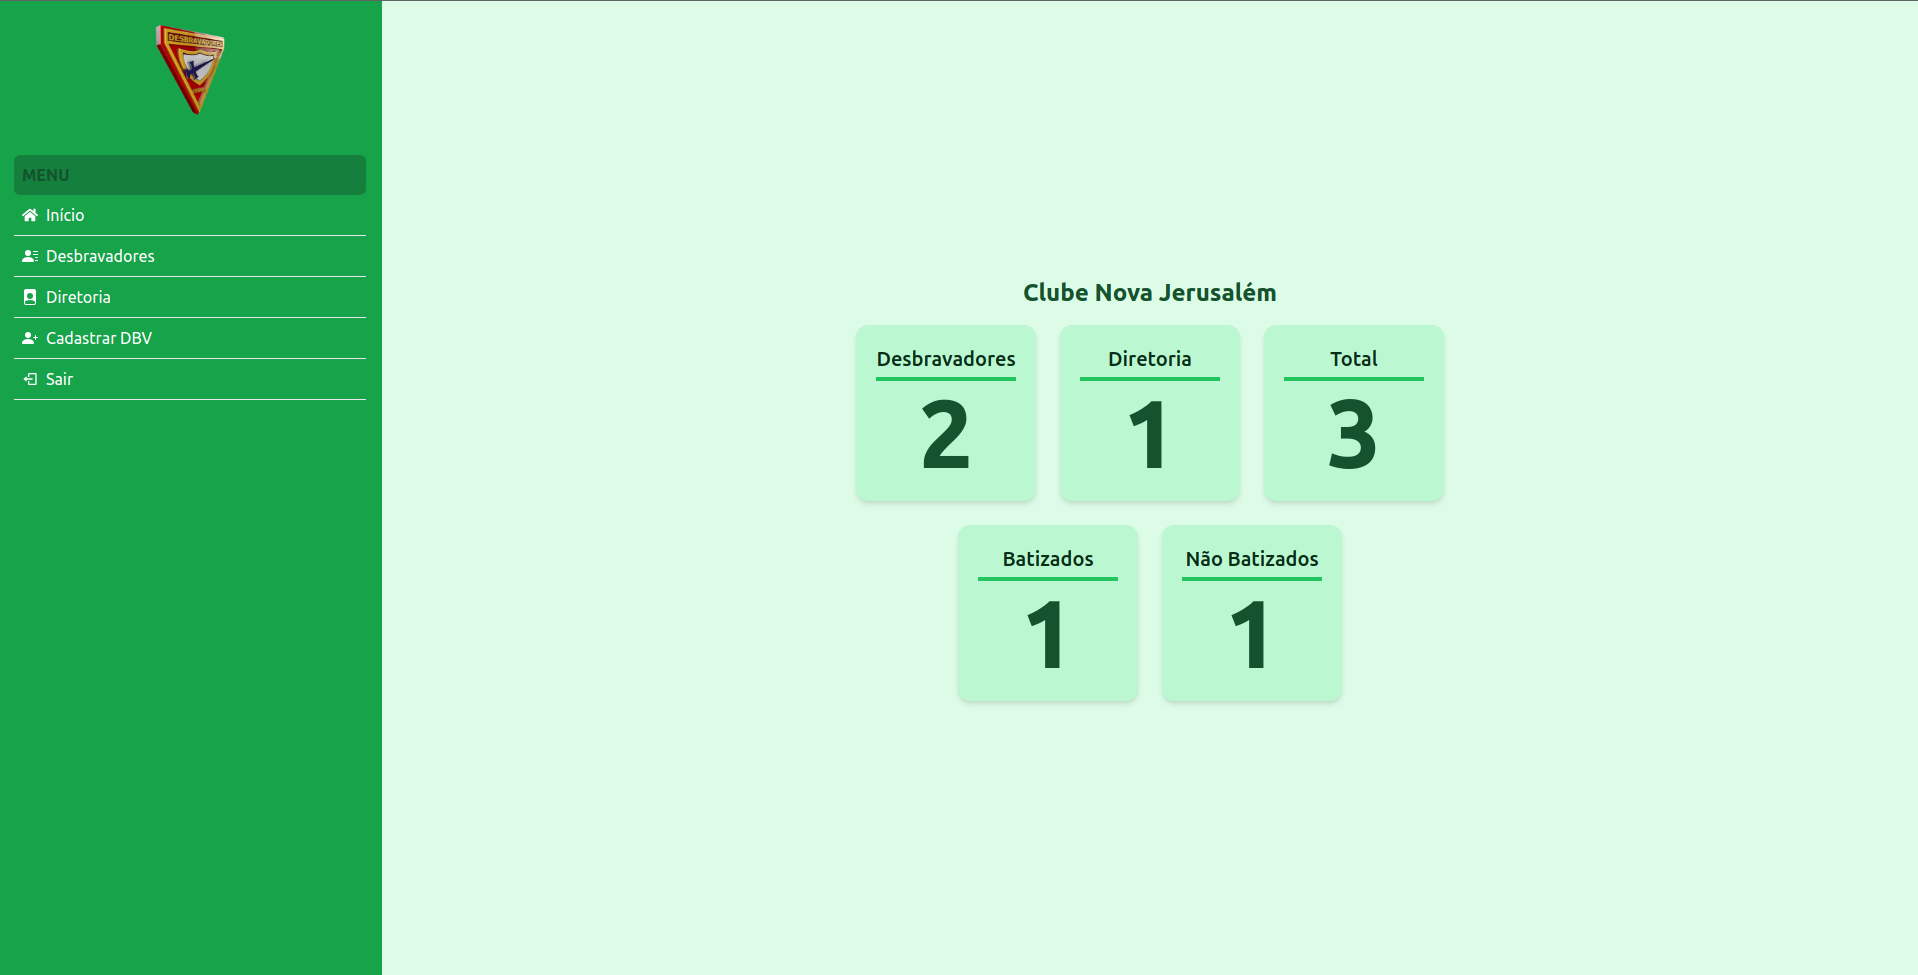 DESBRAVADORES
MENU
Início
Desbravadores
Diretoria
Cadastrar DBV
Sair
Clube Nova Jerusalém
Desbravadores
2
Diretoria
1
Total
3
Batizados
1
Não Batizados
1